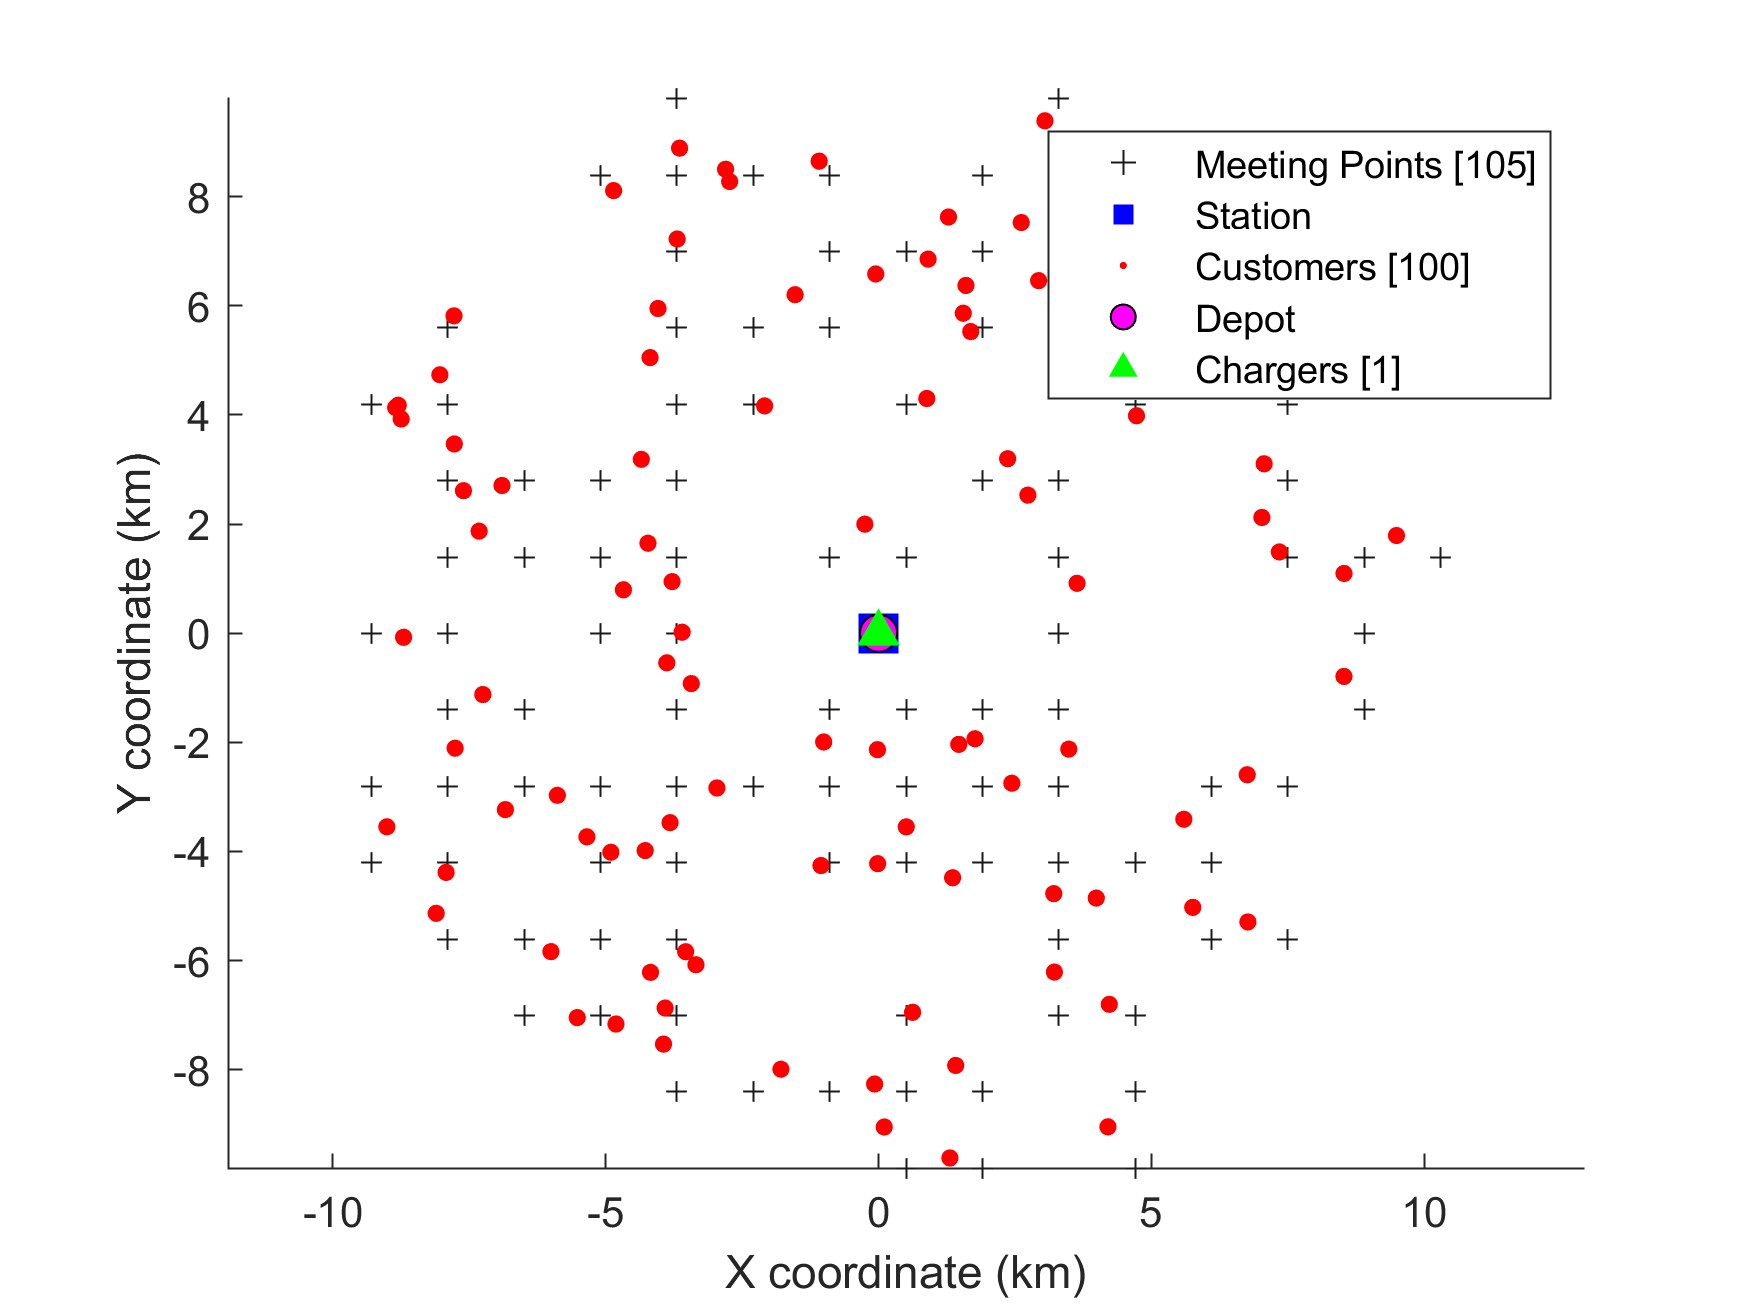 Meeting Points [105]
Station
Customers [100]
Depot
Chargers [1]
8
6
4
2
0
-2
-4
-6
-8
Y coordinate (km)
-10 -5 0 5 10
X coordinate (km)